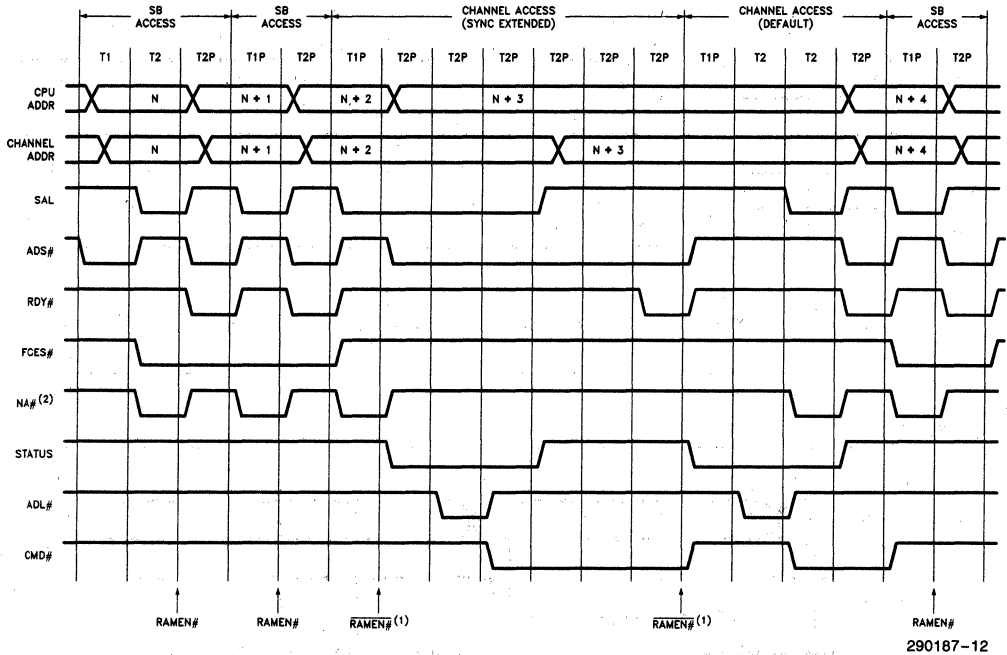 SB
ACCESS
SB
ACCESS
CHANNEL ACCESS
(SYNC EXTENDED)
CHANNEL ACCESS
(DEFAULT)
SB
ACCESS
T1 T2 T2P T1P T2P T1P T2P T2P T2P T2P T2P T2P T1P T2 T2 T2P T1P T2P
CPU
ADDR
N N + 1 N + 2 N + 3 N + 4
CHANNEL
ADDR
N N + 1 N + 2 N + 3 N + 4
SAL
ADS#
RDY#
FCES#
NA# (2)
STATUS
ADL#
CMD#
RAMEN# RAMEN# RAMEN# (1) RAMEN# (1) RAMEN#
290187-12